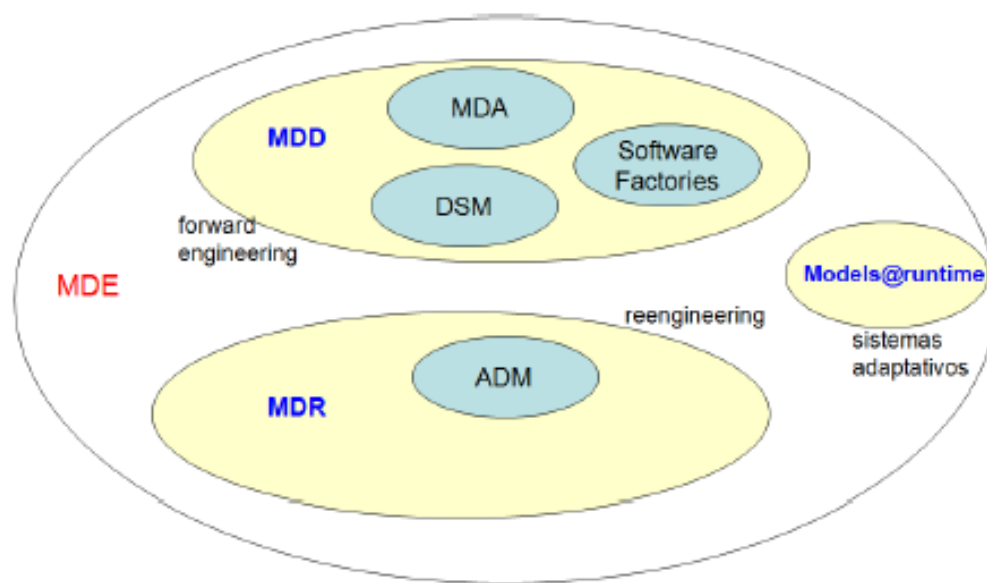 MDA
MDD
Software
Factories
DSM
forward
engineering
MDE
Models@runtime
sistemas
adaptativos
reengineering
ADM
MDR